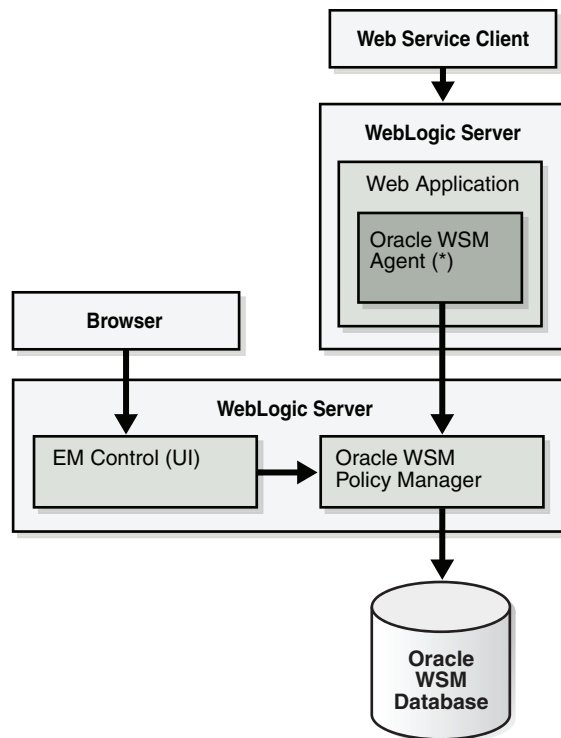 Web Service Client
WebLogic Server
Web Application
Oracle WSM
Agent (*)
Browser
WebLogic Server
EM Control (UI)
Oracle WSM
Policy Manager
Oracle
WSM
Database